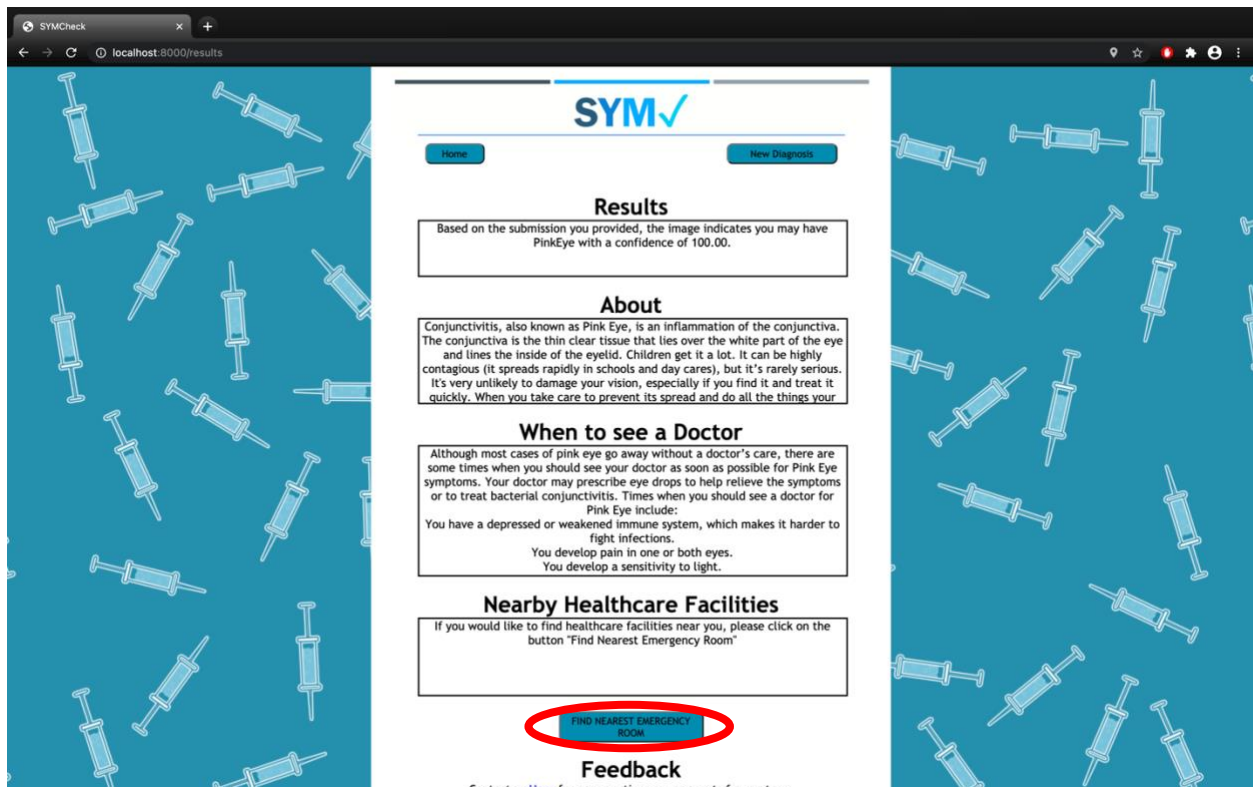 SYMCheck
localhost:8000/results
SYM
Home
New Diagnosis
Results
Based on the submission you provided, the image indicates you may have
PinkEye with a confidence of 100.00.
About
Conjunctivitis, also known as Pink Eye, is an inflammation of the conjunctiva.
The conjunctiva is the thin clear tissue that lies over the white part of the eye
and lines the inside of the eyelid. Children get it a lot. It can be highly
contagious (it spreads rapidly in schools and day cares), but it’s rarely serious.
It's very unlikely to damage your vision, especially if you find it and treat it
quickly. When you take care to prevent its spread and do all the things your
When to see a Doctor
Although most cases of pink eye go away without a doctor’s care, there are
some times when you should see your doctor as soon as possible for Pink Eye
symptoms. Your doctor may prescribe eye drops to help relieve the symptoms
or to treat bacterial conjunctivitis. Times when you should see a doctor for
Pink Eye include:
You have a depressed or weakened immune system, which makes it harder to
fight infections.
You develop pain in one or both eyes.
You develop a sensitivity to light.
Nearby Healthcare Facilities
If you would like to find healthcare facilities near you, please click on the
button "Find Nearest Emergency Room"
FIND NEAREST EMERGENCY
ROOM
Feedback